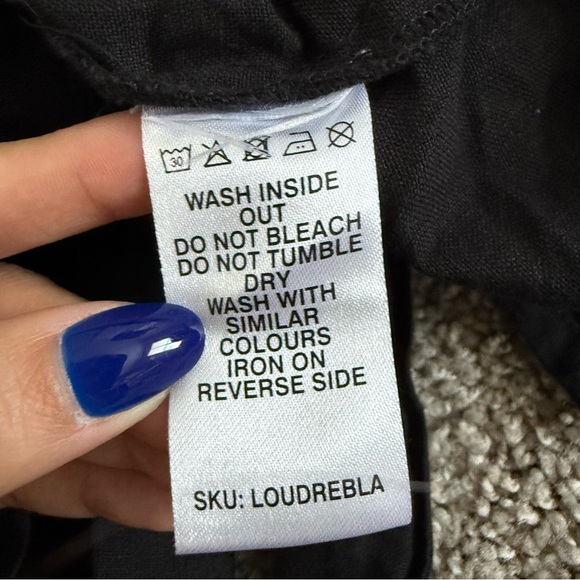 30
WASH INSIDE
OUT
DO NOT BLEACH
DO NOT TUMBLE
DRY
WASH WITH
SIMILAR
COLOURS
IRON ON
REVERSE SIDE
SKU: LOUDREBLA